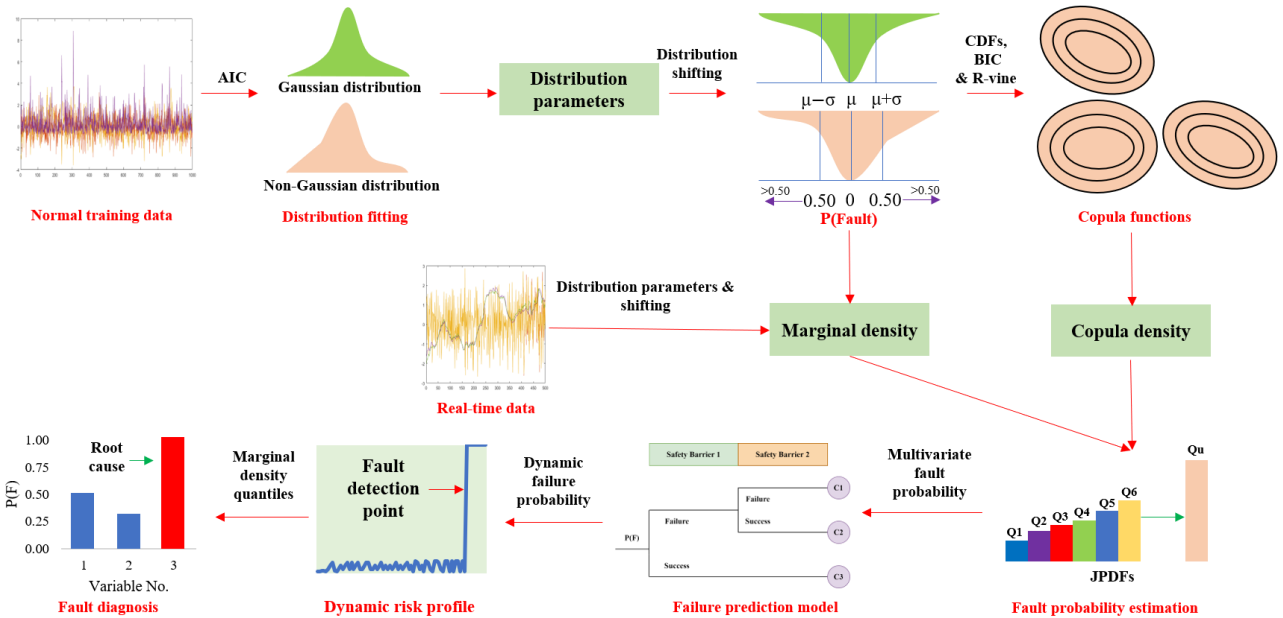 AIC
Gaussian distribution
Non-Gaussian distribution
Normal training data
Distribution fitting
Distribution
parameters
Distribution
shifting
μ−σ μ μ+σ
>0.50 >0.50
0.50 0 0.50
P(Fault)
CDFs,
BIC
& R-vine
Copula functions
Distribution parameters &
shifting
Real-time data
Marginal density
Copula density
P(F)
1.00
0.75
0.50
0.25
0.00
Root
cause
1 2 3
Variable No.
Fault diagnosis
Marginal
density
quantiles
Fault
detection
point
Dynamic risk profile
Dynamic
failure
probability
Safety Barrier 1 Safety Barrier 2
P(F)
Failure
Success
Failure
Success
C1
C2
C3
Failure prediction model
Multivariate
fault
probability
Q1 Q2 Q3 Q4 Q5 Q6
Qu
JPDFs
Fault probability estimation